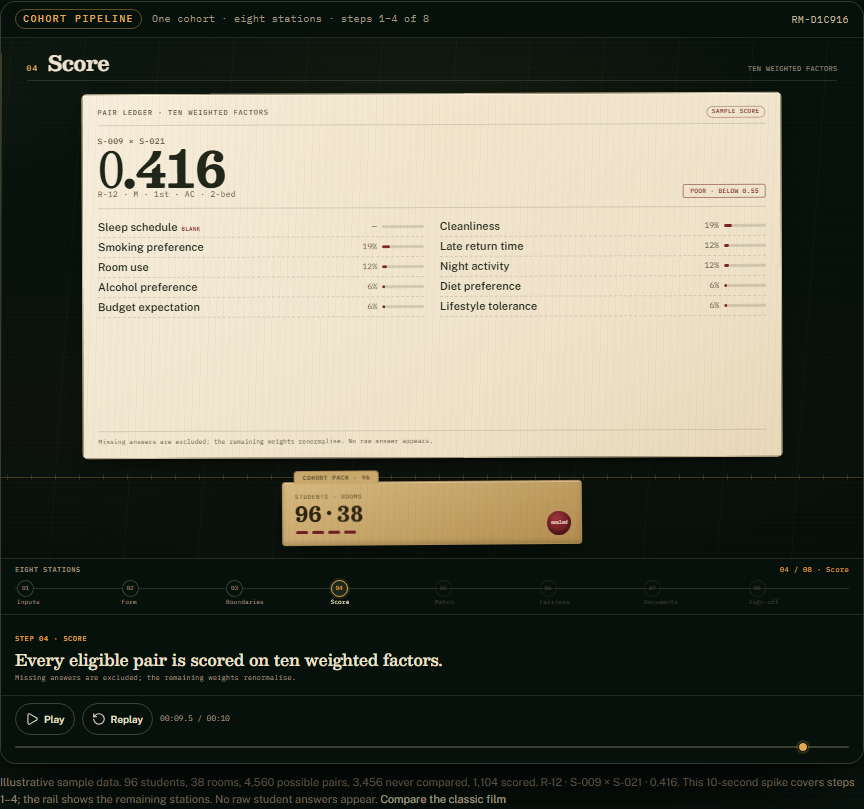 COHORT PIPELINE One cohort · eight stations · steps 1–4 of 8 RM-D1C916
04 Score TEN WEIGHTED FACTORS
PAIR LEDGER · TEN WEIGHTED FACTORS SAMPLE SCORE
S-009 × S-021
0.416
R-12 · M · 1st · AC · 2-bed POOR · BELOW 0.55
Sleep schedule BLANK — Cleanliness 19%
Smoking preference 19% Late return time 12%
Room use 12% Night activity 12%
Alcohol preference 6% Diet preference 6%
Budget expectation 6% Lifestyle tolerance 6%
Missing answers are excluded; the remaining weights renormalise. No raw answer appears.
COHORT PACK · 96
STUDENTS · ROOMS
96 · 38
sealed
EIGHT STATIONS 04 / 08 · Score
01 02 03 04 05 06 07 08
Inputs Form Boundaries Score Match Fairness Documents Sign-off
STEP 04 · SCORE
Every eligible pair is scored on ten weighted factors.
Missing answers are excluded; the remaining weights renormalise.
Play Replay 00:09.5 / 00:10
Illustrative sample data. 96 students, 38 rooms, 4,560 possible pairs, 3,456 never compared, 1,104 scored. R-12 · S-009 × S-021 · 0.416. This 10-second spike covers steps
1–4; the rail shows the remaining stations. No raw student answers appear. Compare the classic film